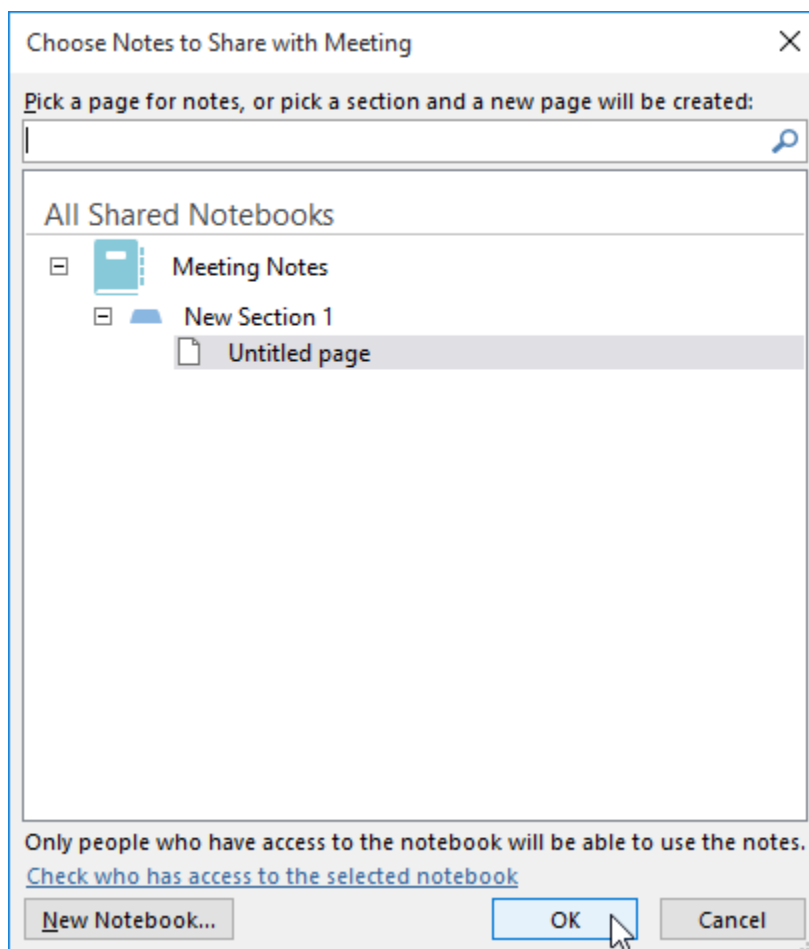 Choose Notes to Share with Meeting
Pick a page for notes, or pick a section and a new page will be created:
All Shared Notebooks
Meeting Notes
New Section 1
Untitled page
Only people who have access to the notebook will be able to use the notes.
Check who has access to the selected notebook
New Notebook... OK Cancel